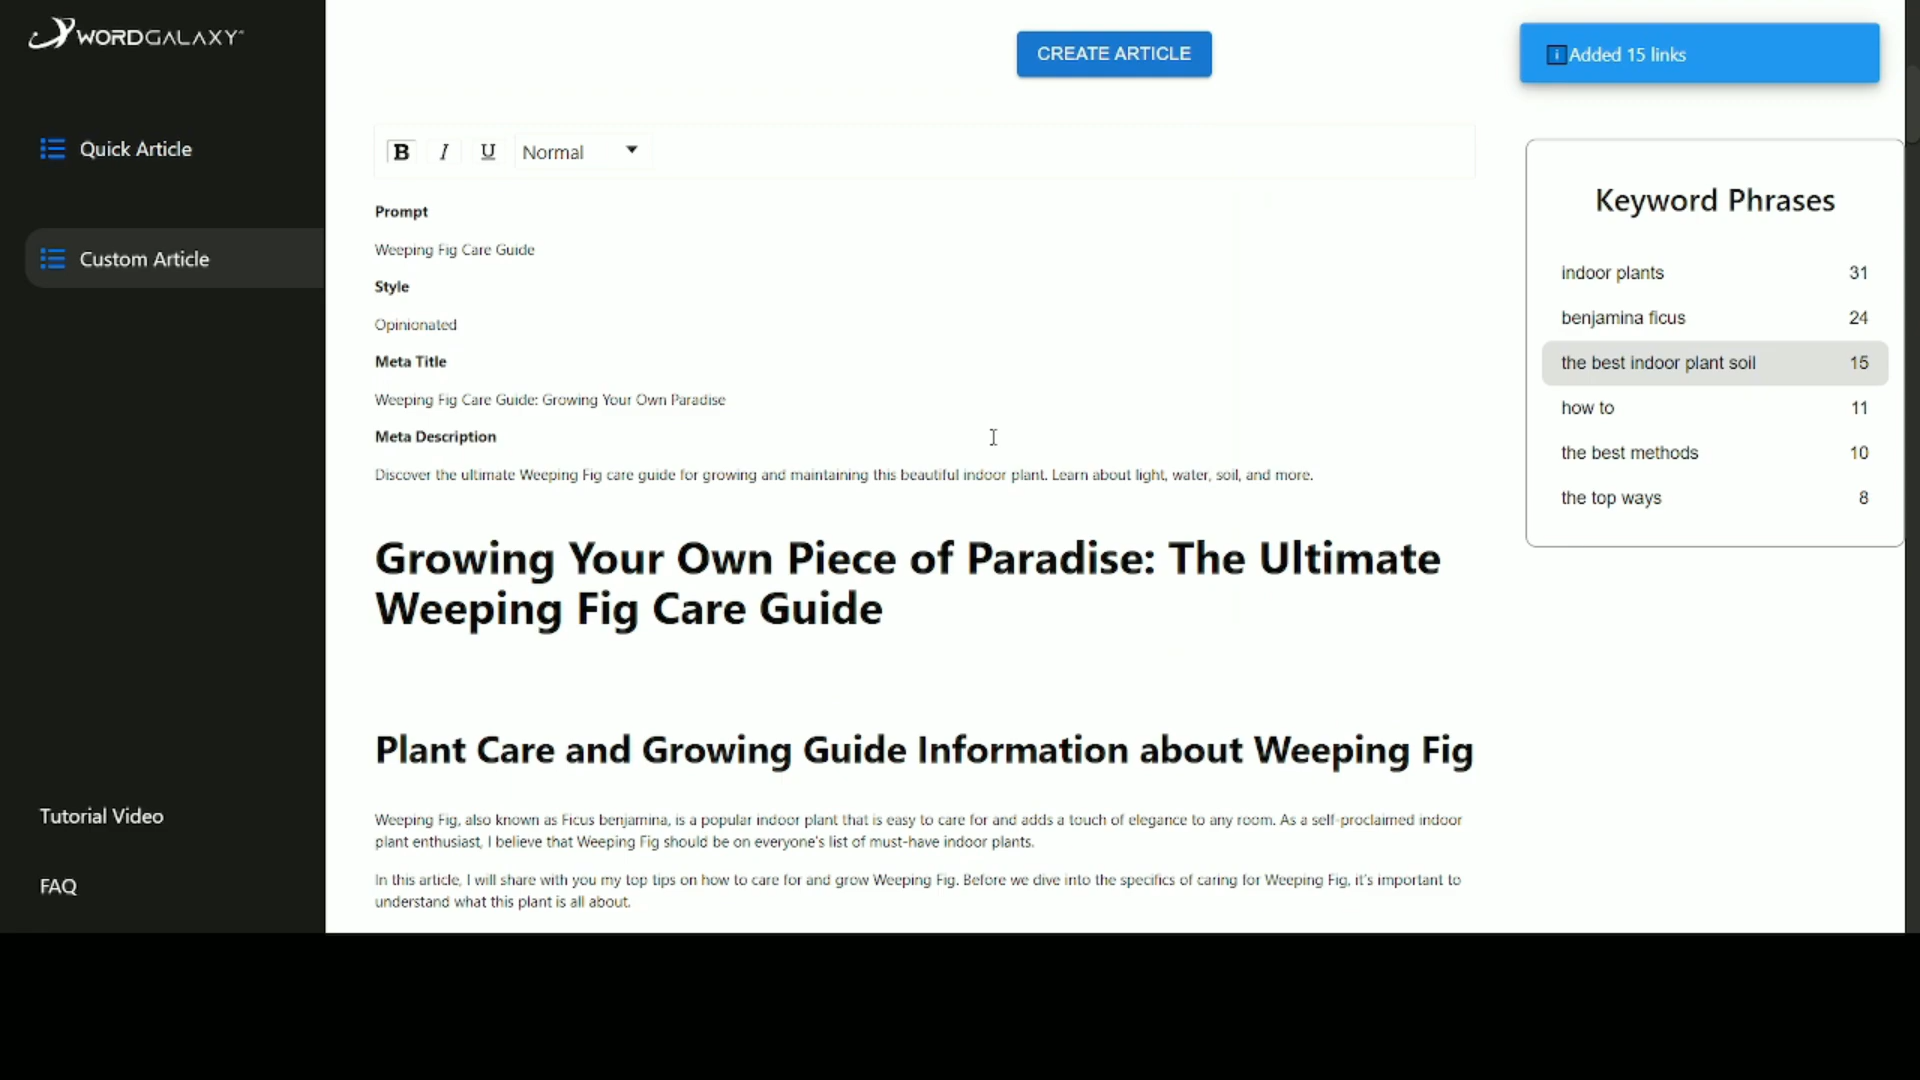 WORDGALAXY
Quick Article
Custom Article
Tutorial Video
FAQ
CREATE ARTICLE
Added 15 links
B I U Normal
Prompt
Weeping Fig Care Guide
Style
Opinionated
Meta Title
Weeping Fig Care Guide: Growing Your Own Paradise
Meta Description
Discover the ultimate Weeping Fig care guide for growing and maintaining this beautiful indoor plant. Learn about light, water, soil, and more.
Growing Your Own Piece of Paradise: The Ultimate
Weeping Fig Care Guide
Plant Care and Growing Guide Information about Weeping Fig
Weeping Fig, also known as Ficus benjamina, is a popular indoor plant that is easy to care for and adds a touch of elegance to any room. As a self-proclaimed indoor
plant enthusiast, I believe that Weeping Fig should be on everyone's list of must-have indoor plants.
In this article, I will share with you my top tips on how to care for and grow Weeping Fig. Before we dive into the specifics of caring for Weeping Fig, it's important to
understand what this plant is all about.
Keyword Phrases
indoor plants 31
benjamina ficus 24
the best indoor plant soil 15
how to 11
the best methods 10
the top ways 8